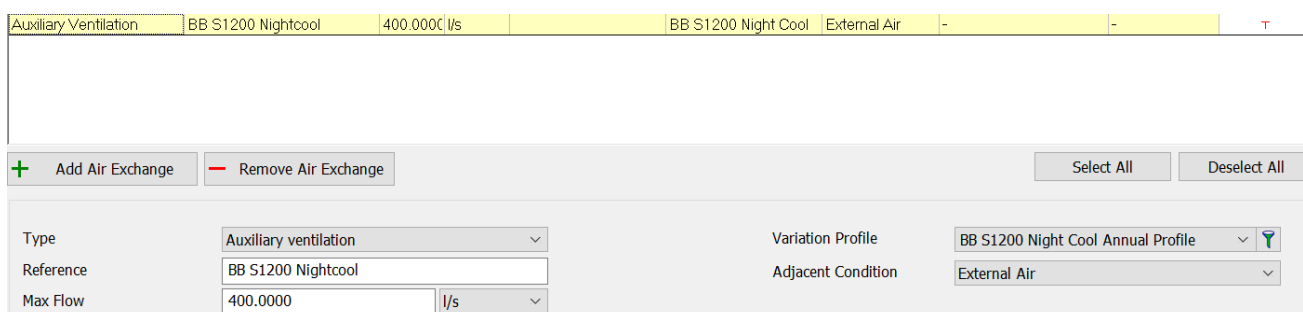 Auxiliary Ventilation BB S1200 Nightcool 400.000 l/s BB S1200 Night Cool External Air - - T
Add Air Exchange Remove Air Exchange Select All Deselect All
Type Auxiliary ventilation Variation Profile BB S1200 Night Cool Annual Profile
Reference BB S1200 Nightcool Adjacent Condition External Air
Max Flow 400.0000 l/s